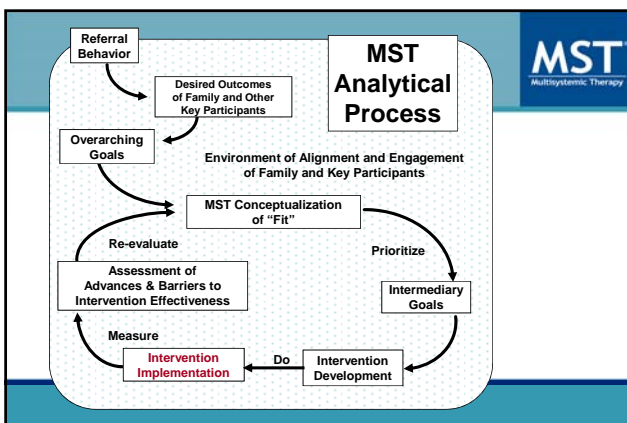 Referral
Behavior
MST
Analytical
Process
MST
Multisystemic Therapy
Desired Outcomes
of Family and Other
Key Participants
Overarching
Goals
Environment of Alignment and Engagement
of Family and Key Participants
MST Conceptualization
of “Fit”
Re-evaluate
Prioritize
Assessment of
Advances & Barriers to
Intervention Effectiveness
Intermediary
Goals
Measure
Do
Intervention
Implementation
Intervention
Development